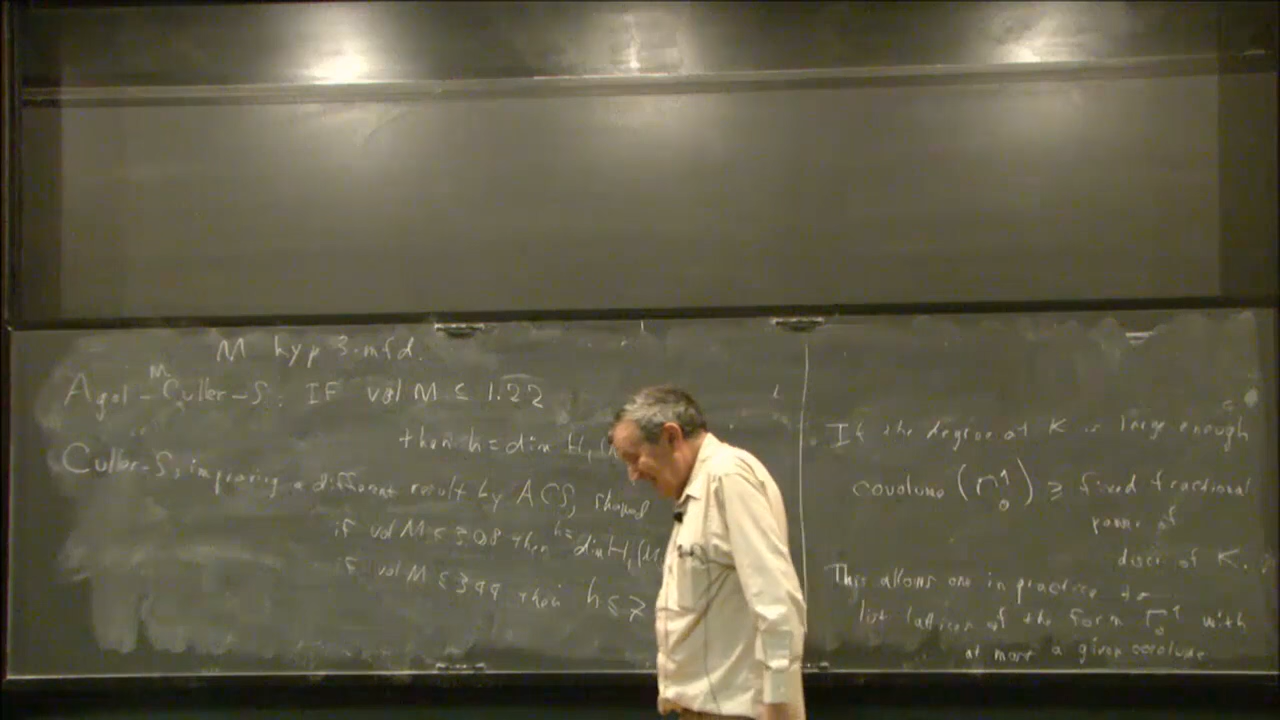 M hyp 3-mfd.
M
Agol - Culler - S: IF vol M ≤ 1.22
then h = dim H₁(
Culler-S, improving a different result by ACS, showed
if vol M ≤ 3.08 then h = dim H₁(M
if vol M ≤ 3.44 then h ≤ 7
If the degree of K is large enough
covolume (Γ₀¹) ≥ fixed fractional
power of
disc of K.
This allows one in practice to
list lattices of the form Γ₀¹ with
at most a given covolume